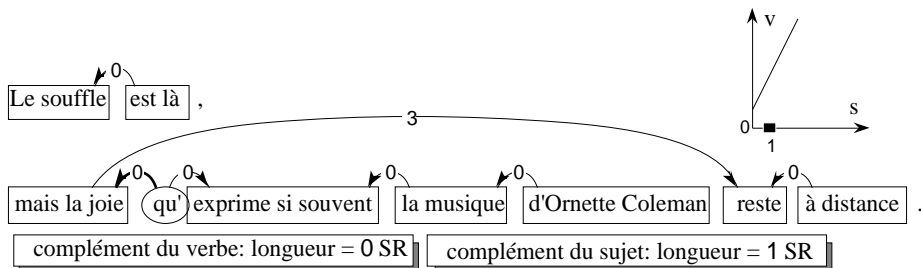 v
0
s
1
0
Le souffle est là ,
3
0 0 0 0 0
mais la joie qu' exprime si souvent la musique d'Ornette Coleman reste à distance .
complément du verbe: longueur = 0 SR complément du sujet: longueur = 1 SR